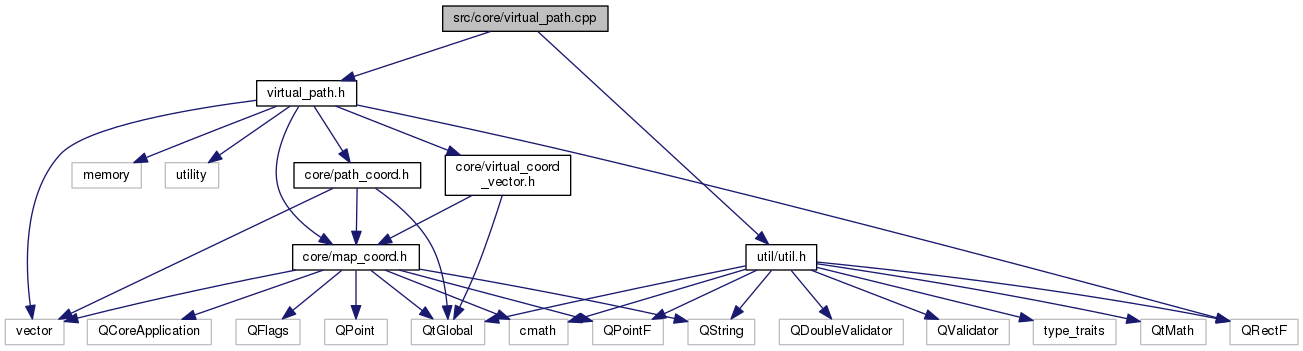 src/core/virtual_path.cpp
virtual_path.h
memory
utility
core/path_coord.h
core/virtual_coord
_vector.h
core/map_coord.h
util/util.h
vector
QCoreApplication
QFlags
QPoint
QtGlobal
cmath
QPointF
QString
QDoubleValidator
QValidator
type_traits
QtMath
QRectF